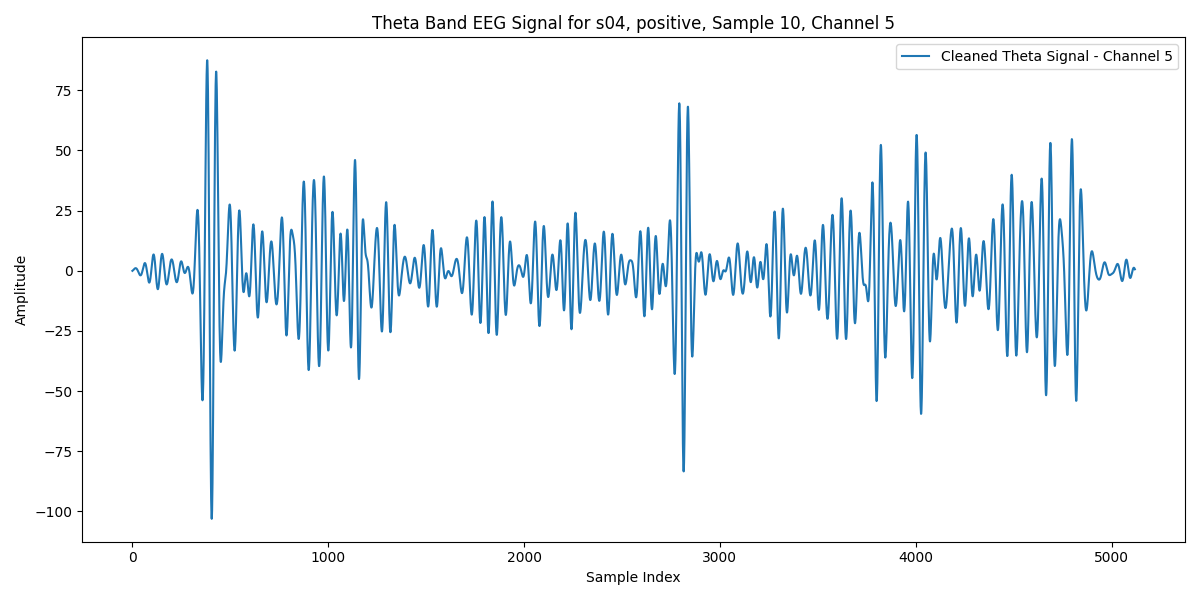 Theta Band EEG Signal for s04, positive, Sample 10, Channel 5
Cleaned Theta Signal - Channel 5
Amplitude
75
50
25
0
−25
−50
−75
−100
0 1000 2000 3000 4000 5000
Sample Index